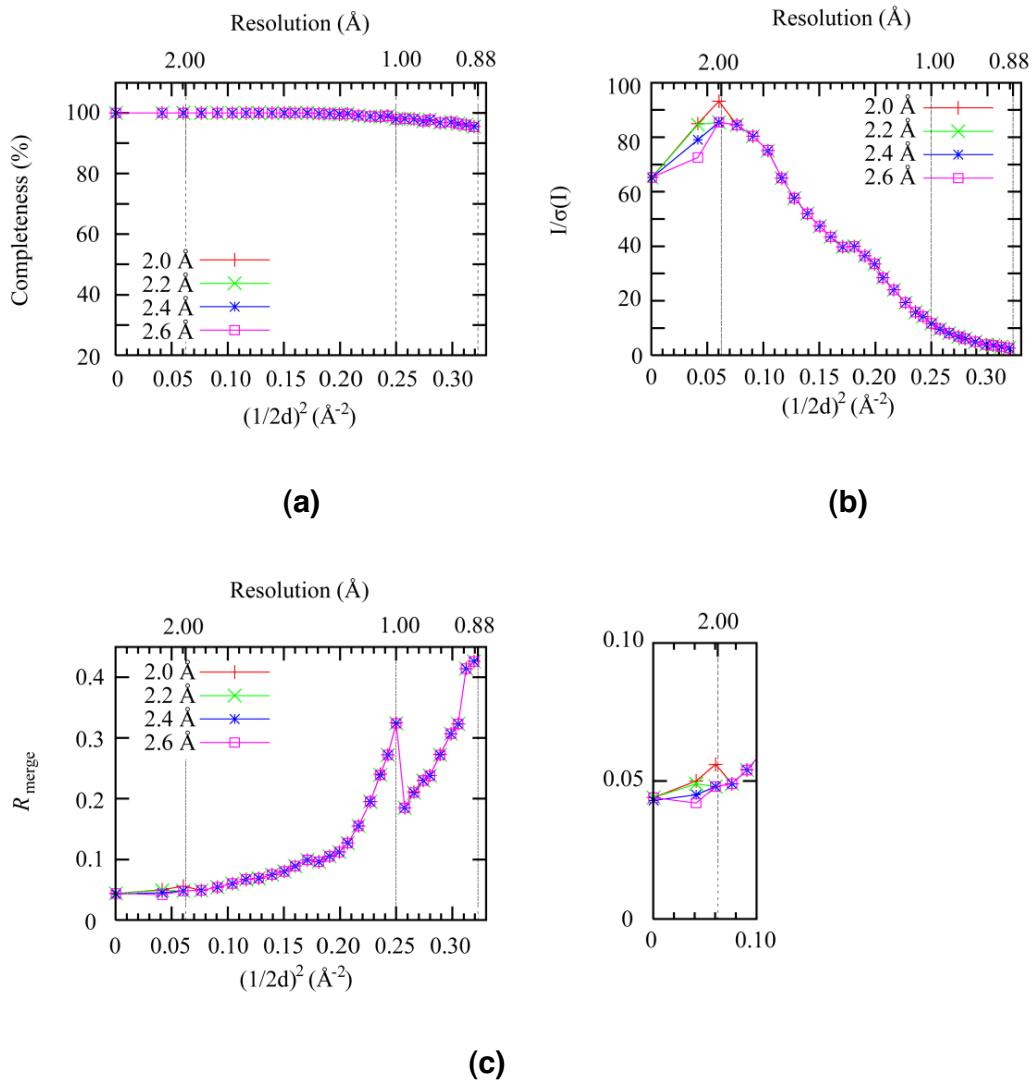 Resolution (Å)
2.00 1.00 0.88
Completeness (%)
100
80
60
40
20
2.0 Å
2.2 Å
2.4 Å
2.6 Å
0 0.05 0.10 0.15 0.20 0.25 0.30
(1/2d)² (Å⁻²)
(a)
Resolution (Å)
2.00 1.00 0.88
I/σ(I)
100
80
60
40
20
0
2.0 Å
2.2 Å
2.4 Å
2.6 Å
0 0.05 0.10 0.15 0.20 0.25 0.30
(1/2d)² (Å⁻²)
(b)
Resolution (Å)
2.00 1.00 0.88
R merge
0.4
0.3
0.2
0.1
0
2.0 Å
2.2 Å
2.4 Å
2.6 Å
0 0.05 0.10 0.15 0.20 0.25 0.30
(1/2d)² (Å⁻²)
2.00
0.10
0.05
0
0 0.10
(c)